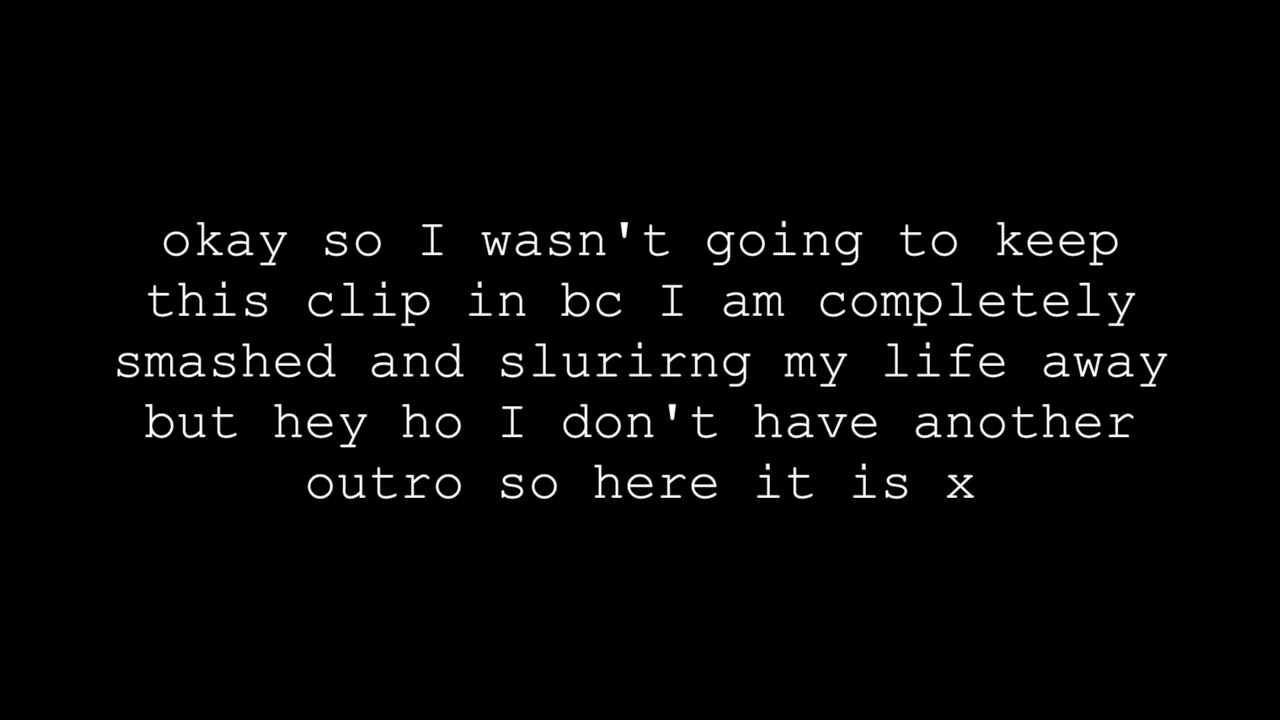 okay so I wasn't going to keep
this clip in bc I am completely
smashed and slurirng my life away
but hey ho I don't have another
outro so here it is x